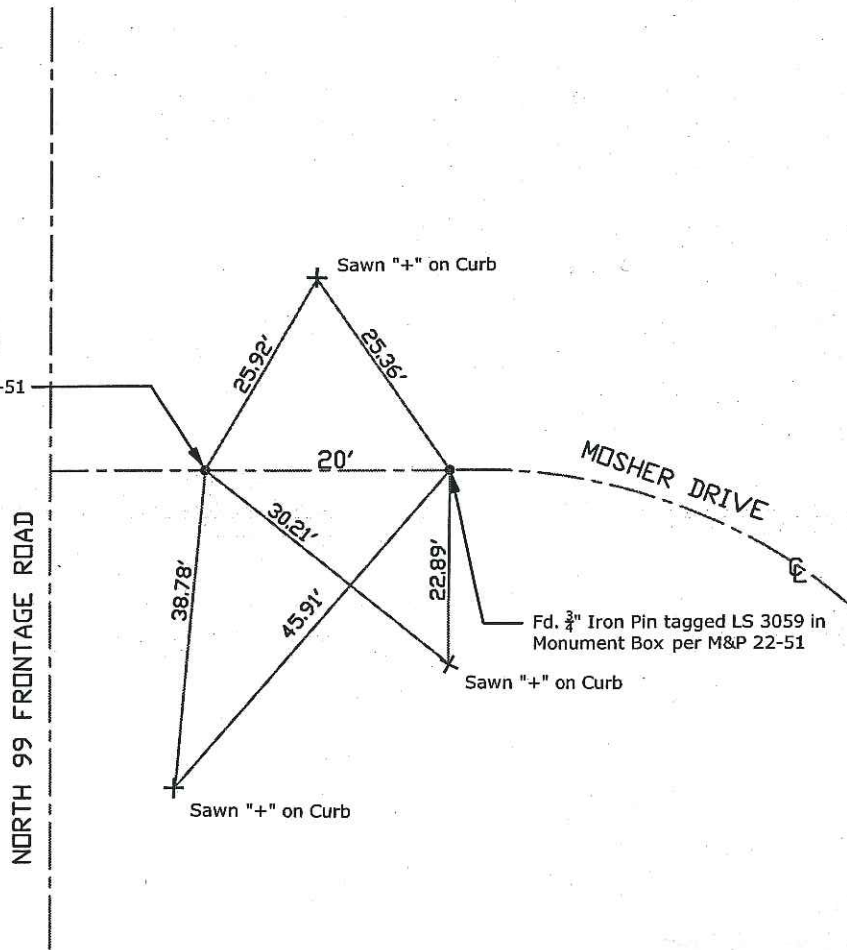 Sawn "+" on Curb
25.92'
25.36'
-51
20'
MOSHER DRIVE
℄
NORTH 99 FRONTAGE ROAD
30.21'
38.78'
45.91'
22.89'
Fd. ¾" Iron Pin tagged LS 3059 in
Monument Box per M&P 22-51
Sawn "+" on Curb
Sawn "+" on Curb